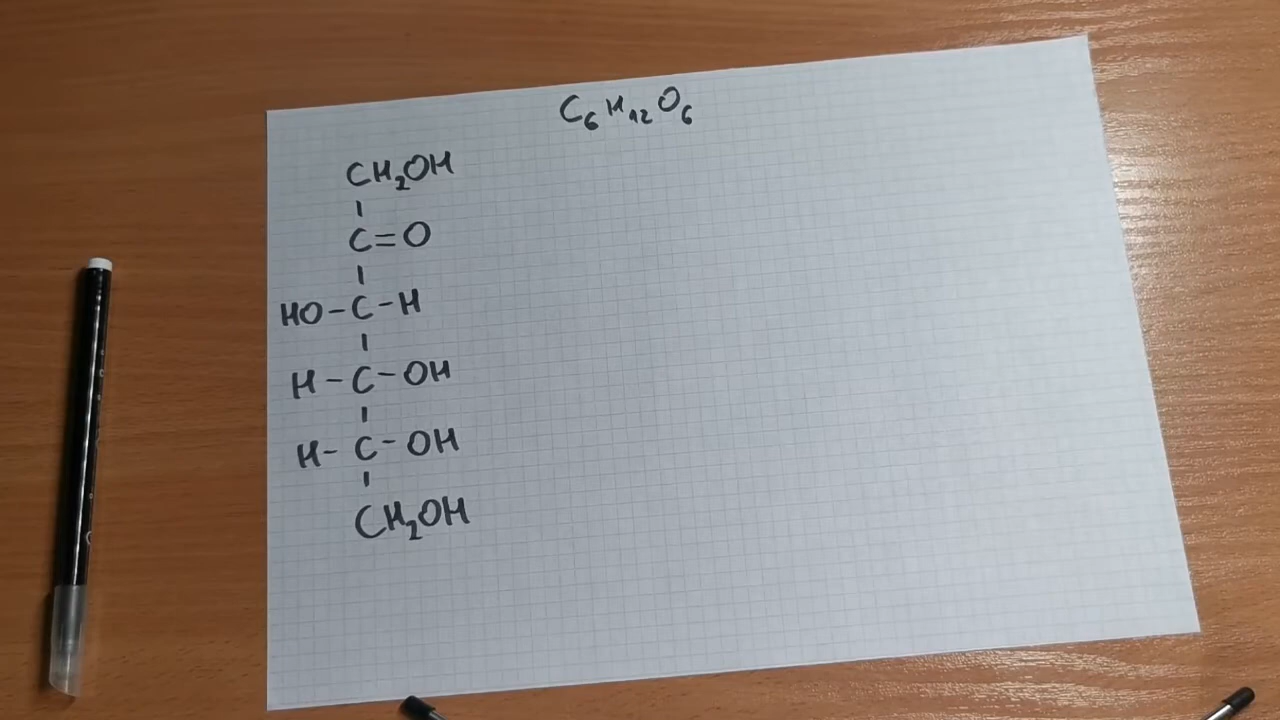 C₆H₁₂O₆
CH₂OH
C=O
HO-C-H
H-C-OH
H-C-OH
CH₂OH